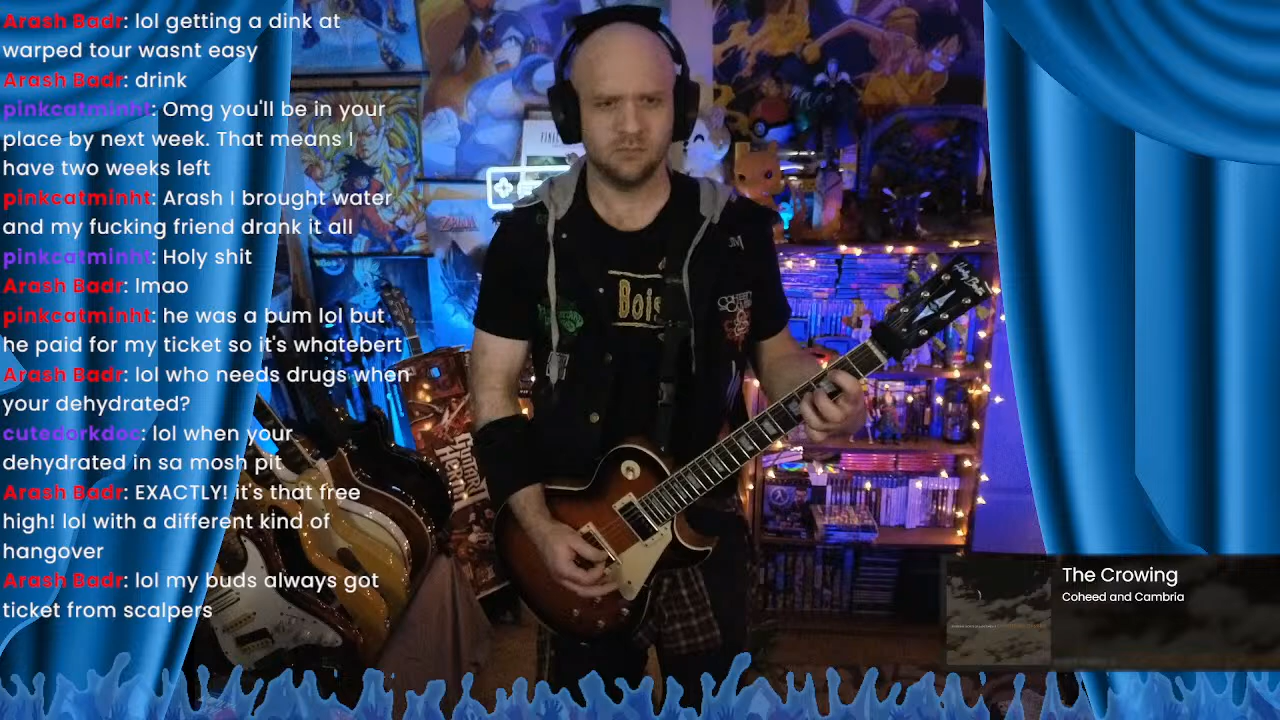 Arash Badr: lol getting a dink at
warped tour wasnt easy
Arash Badr: drink
pinkcatminht: Omg you'll be in your
place by next week. That means I
have two weeks left
pinkcatminht: Arash I brought water
and my fucking friend drank it all
pinkcatminht: Holy shit
Arash Badr: lmao
pinkcatminht: he was a bum lol but
he paid for my ticket so it's whatebert
Arash Badr: lol who needs drugs when
your dehydrated?
cutedorkdoc: lol when your
dehydrated in sa mosh pit
Arash Badr: EXACTLY! it's that free
high! lol with a different kind of
hangover
Arash Badr: lol my buds always got
ticket from scalpers
Bois
GUITAR
HERO
The Crowing
Coheed and Cambria